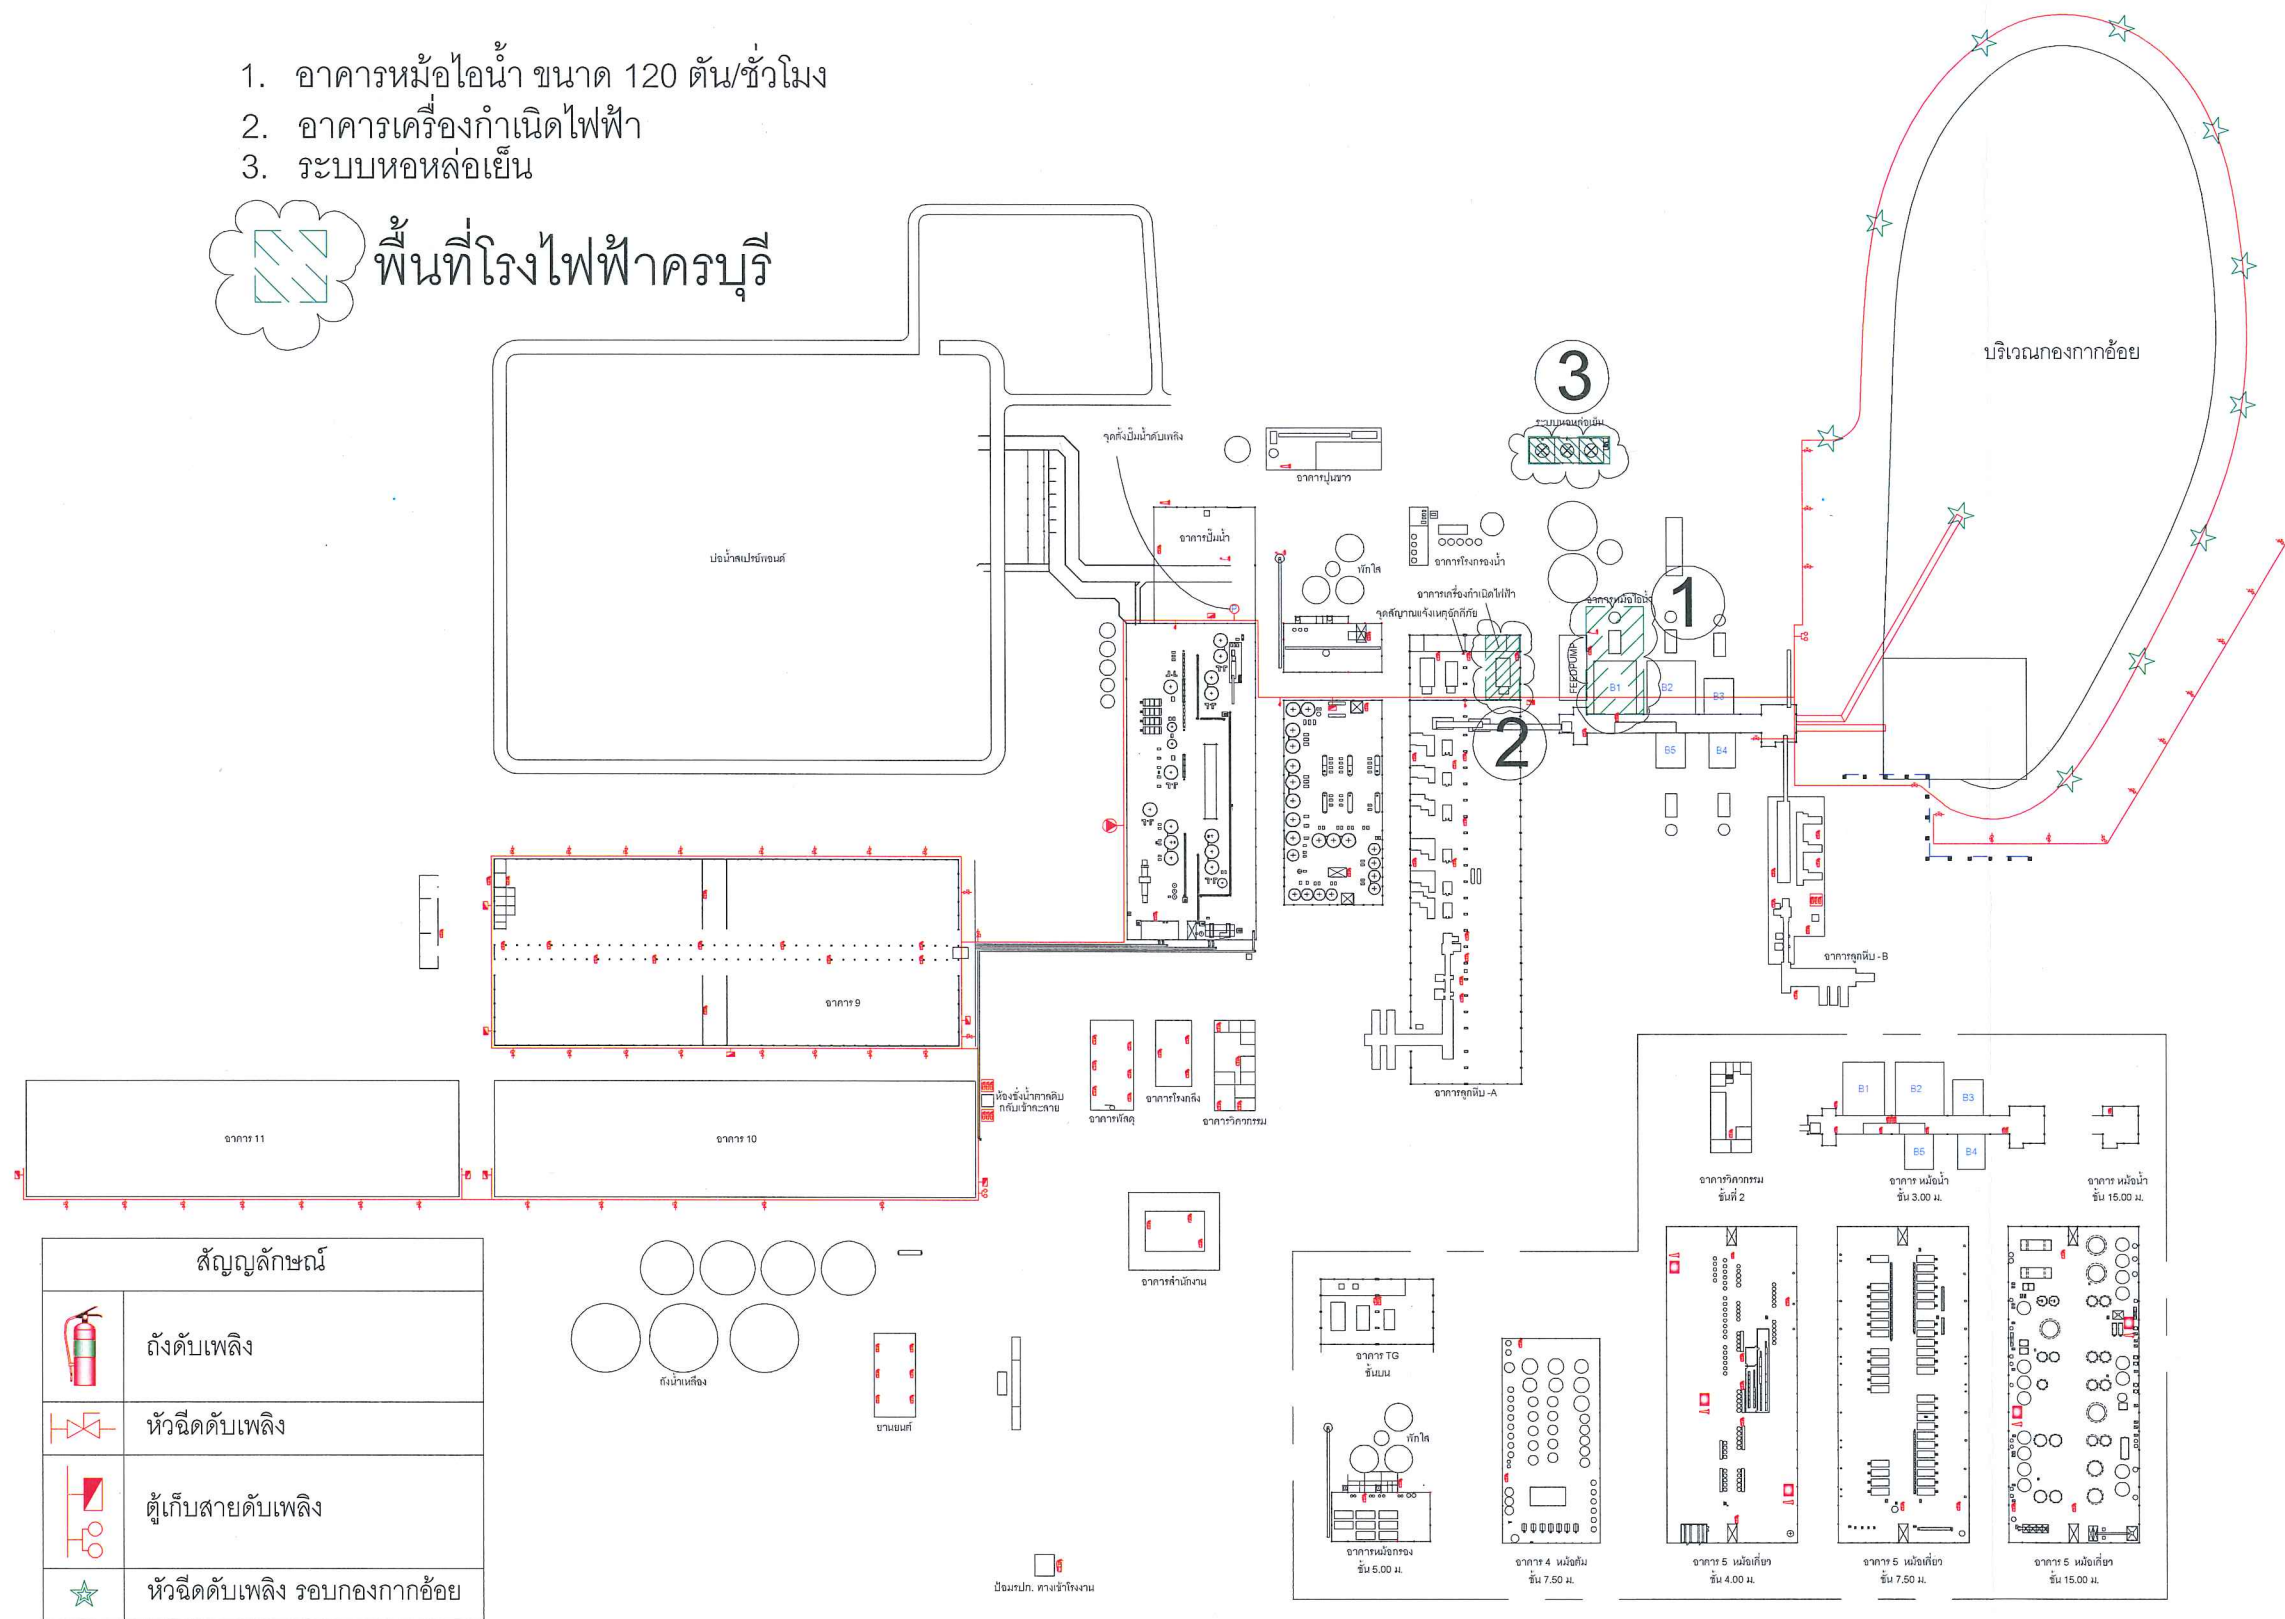 1. อาคารหม้อไอน้ำ ขนาด 120 ตัน/ชั่วโมง
2. อาคารเครื่องกำเนิดไฟฟ้า
3. ระบบหอหล่อเย็น
พื้นที่โรงไฟฟ้าครบุรี
บริเวณกองกากอ้อย
3
ระบบหอหล่อเย็น
จุดตั้งปั๊มน้ำดับเพลิง
อาคารปูนขาว
อาคารปั๊มน้ำ
บ่อน้ำสเปรย์พอนด์
พักใส
อาคารโรงกรองน้ำ
อาคารเครื่องกำเนิดไฟฟ้า
จุดสัญญาณแจ้งเหตุอัคคีภัย
อาคารหม้อไอน้ำ
1
FEEDPUMP
B1
B2
B3
2
B5
B4
อาคารลูกหีบ -B
อาคาร 9
ห้องชั่งน้ำตาลดิบ
กลับเข้าละลาย
อาคารพัสดุ
อาคารโรงกลึง
อาคารวิศวกรรม
อาคารลูกหีบ -A
อาคาร 11
อาคาร 10
B1
B2
B3
B5
B4
อาคารวิศวกรรม
ชั้นที่ 2
อาคาร หม้อน้ำ
ชั้น 3.00 ม.
อาคาร หม้อน้ำ
ชั้น 15.00 ม.
อาคารสำนักงาน
สัญญลักษณ์
ถังดับเพลิง
หัวฉีดดับเพลิง
ตู้เก็บสายดับเพลิง
หัวฉีดดับเพลิง รอบกองกากอ้อย
ถังน้ำเหลือง
ยานยนต์
อาคาร TG
ชั้นบน
พักใส
อาคารหม้อกรอง
ชั้น 5.00 ม.
อาคาร 4 หม้อต้ม
ชั้น 7.50 ม.
อาคาร 5 หม้อเคี่ยว
ชั้น 4.00 ม.
อาคาร 5 หม้อเคี่ยว
ชั้น 7.50 ม.
อาคาร 5 หม้อเคี่ยว
ชั้น 15.00 ม.
ป้อมรปภ. ทางเข้าโรงงาน